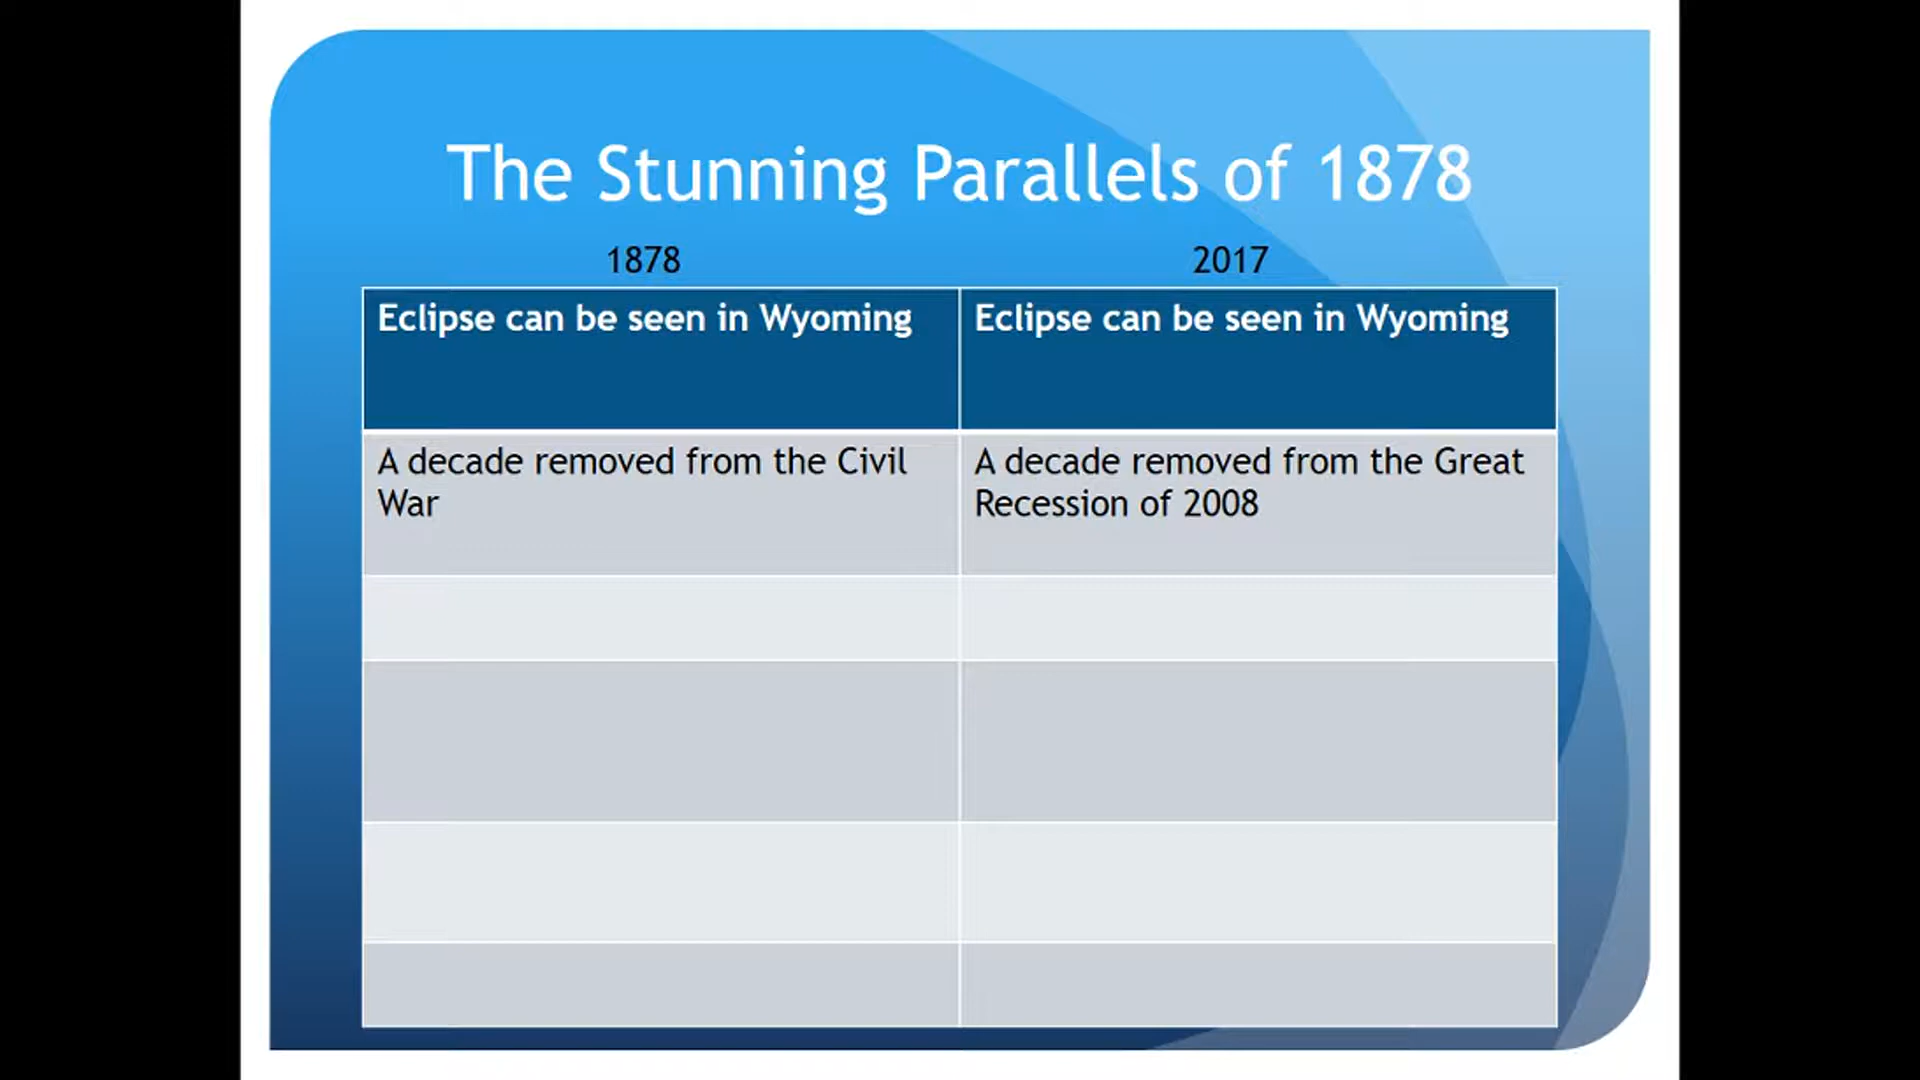 The Stunning Parallels of 1878
1878 2017
Eclipse can be seen in Wyoming
Eclipse can be seen in Wyoming
A decade removed from the Civil
War
A decade removed from the Great
Recession of 2008